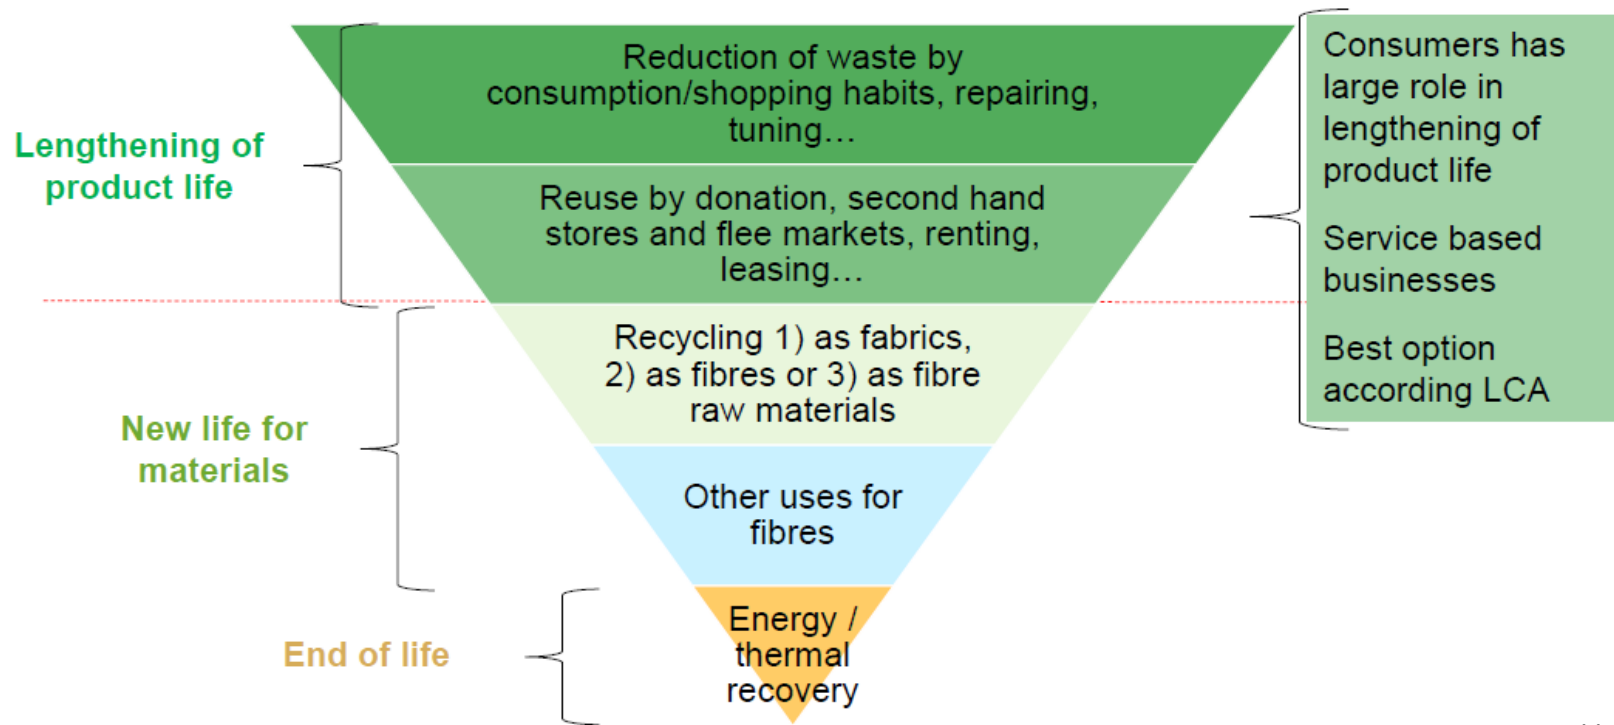 Reduction of waste by
consumption/shopping habits, repairing,
tuning…
Lengthening of
product life
Reuse by donation, second hand
stores and flee markets, renting,
leasing…
Consumers has
large role in
lengthening of
product life
Service based
businesses
Best option
according LCA
Recycling 1) as fabrics,
2) as fibres or 3) as fibre
raw materials
New life for
materials
Other uses for
fibres
End of life
Energy /
thermal
recovery